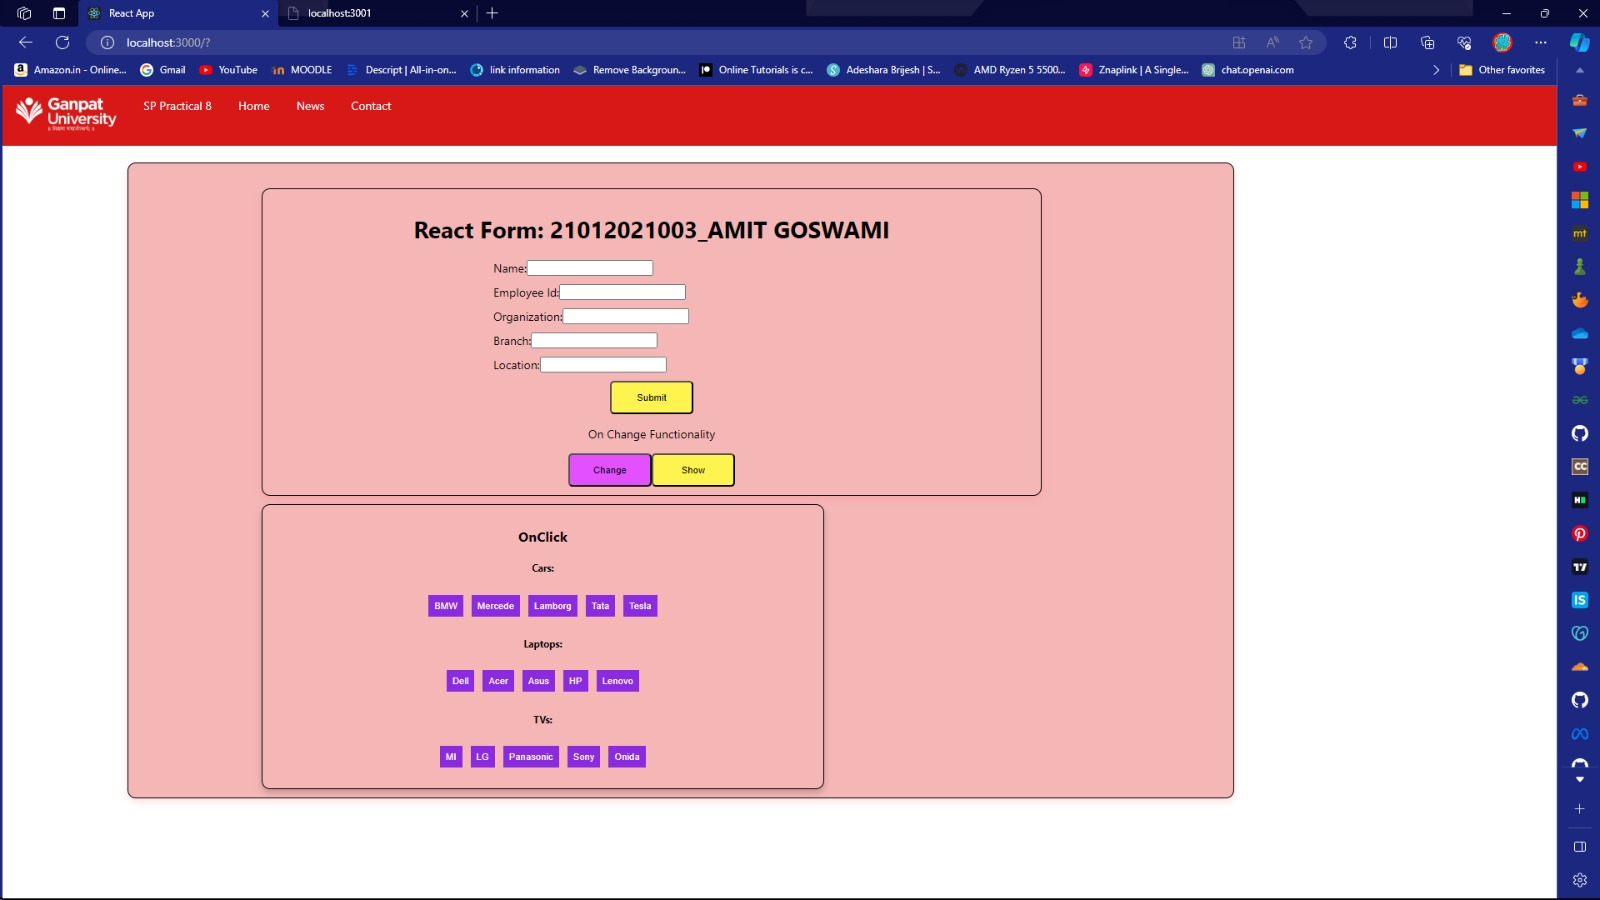 React App
localhost:3001
localhost:3000/?
Amazon.in - Online...
Gmail
YouTube
MOODLE
Descript | All-in-on...
link information
Remove Backgroun...
Online Tutorials is c...
Adeshara Brijesh | S...
AMD Ryzen 5 5500...
Znaplink | A Single...
chat.openai.com
Other favorites
Ganpat
University
SP Practical 8
Home
News
Contact
React Form: 21012021003_AMIT GOSWAMI
Name:
Employee Id:
Organization:
Branch:
Location:
Submit
On Change Functionality
Change
Show
OnClick
Cars:
BMW Mercede Lamborg Tata Tesla
Laptops:
Dell Acer Asus HP Lenovo
TVs:
MI LG Panasonic Sony Onida
mt
CC
IS